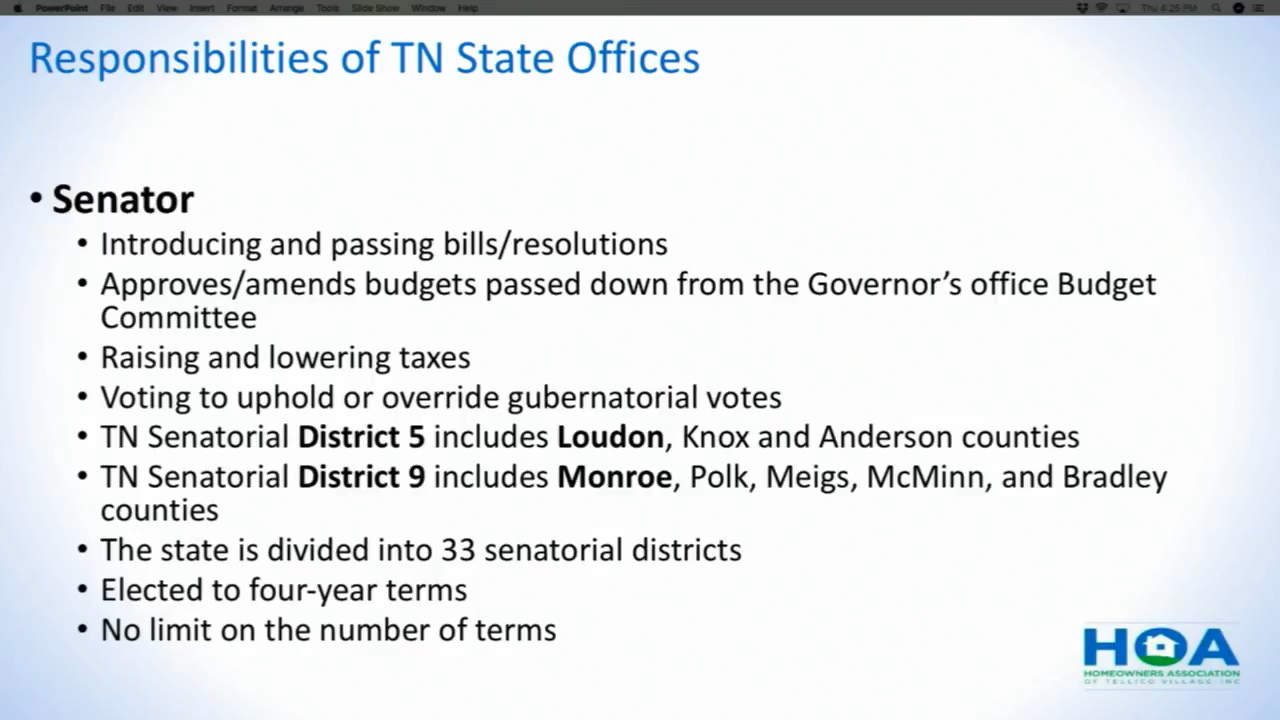 PowerPoint File Edit View Insert Format Arrange Tools Slide Show Window Help Thu 4:25 PM
Responsibilities of TN State Offices
• Senator
• Introducing and passing bills/resolutions
• Approves/amends budgets passed down from the Governor's office Budget
Committee
• Raising and lowering taxes
• Voting to uphold or override gubernatorial votes
• TN Senatorial District 5 includes Loudon, Knox and Anderson counties
• TN Senatorial District 9 includes Monroe, Polk, Meigs, McMinn, and Bradley
counties
• The state is divided into 33 senatorial districts
• Elected to four-year terms
• No limit on the number of terms
HOA
HOMEOWNERS ASSOCIATION
OF TELLICO VILLAGE INC